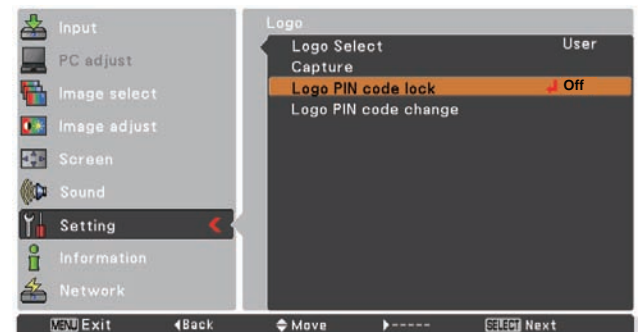 Input
PC adjust
Image select
Image adjust
Screen
Sound
Setting
Information
Network
Logo
Logo Select User
Capture
Logo PIN code lock Off
Logo PIN code change
MENU Exit ◀Back Move ▶----- SELECT Next